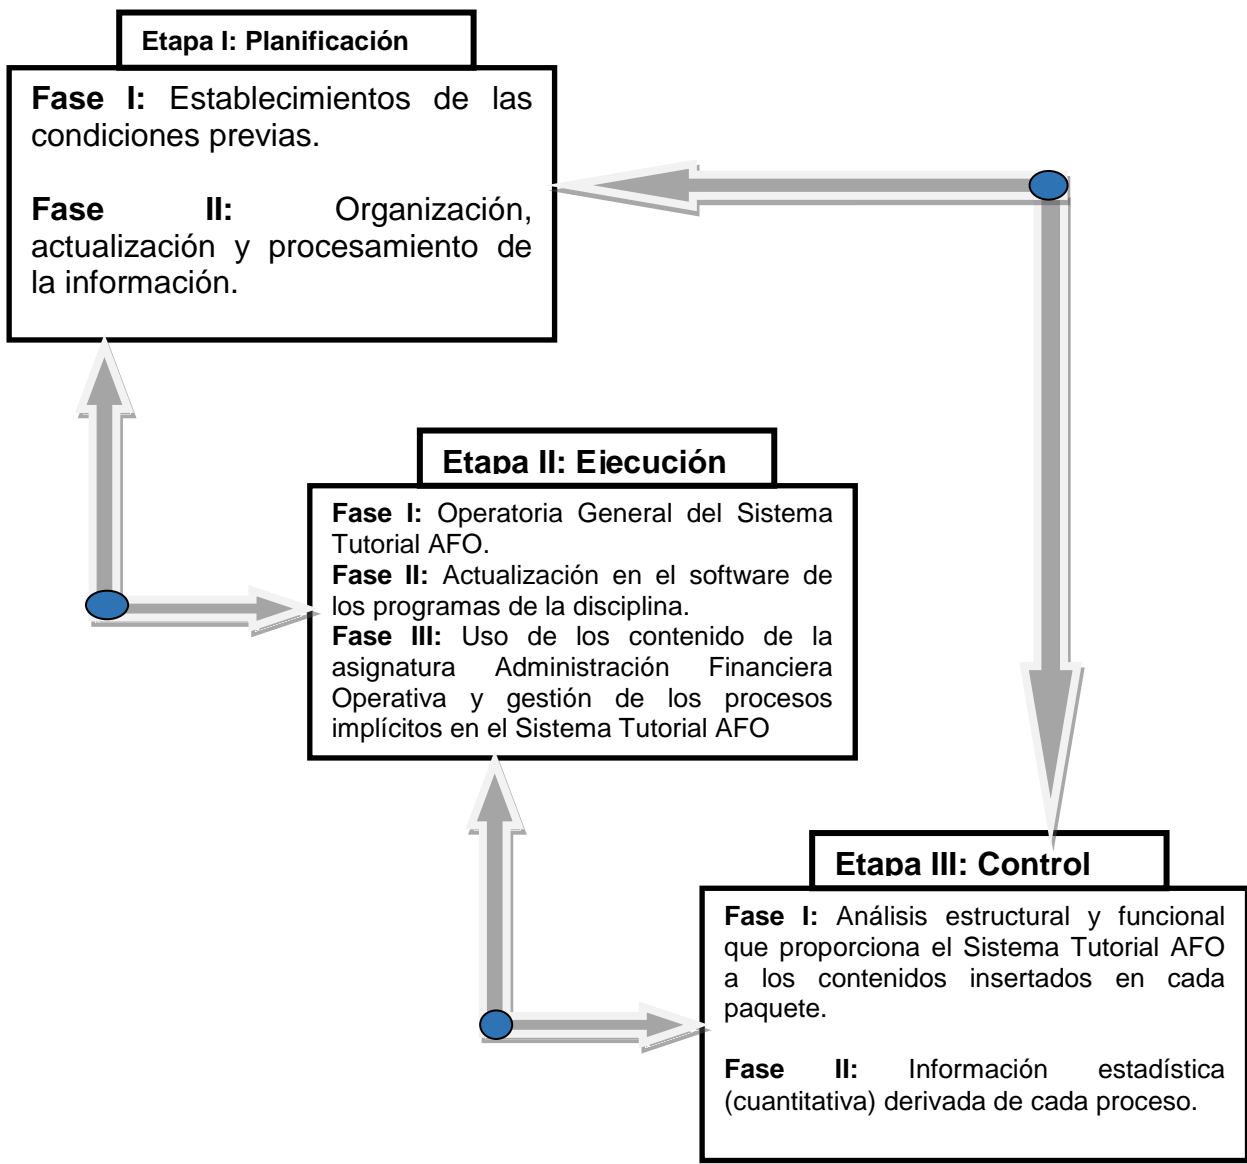 Etapa I: Planificación
Fase I: Establecimientos de las
condiciones previas.
Fase II: Organización,
actualización y procesamiento de
la información.
Etapa II: Ejecución
Fase I: Operatoria General del Sistema
Tutorial AFO.
Fase II: Actualización en el software de
los programas de la disciplina.
Fase III: Uso de los contenido de la
asignatura Administración Financiera
Operativa y gestión de los procesos
implícitos en el Sistema Tutorial AFO
Etapa III: Control
Fase I: Análisis estructural y funcional
que proporciona el Sistema Tutorial AFO
a los contenidos insertados en cada
paquete.
Fase II: Información estadística
(cuantitativa) derivada de cada proceso.